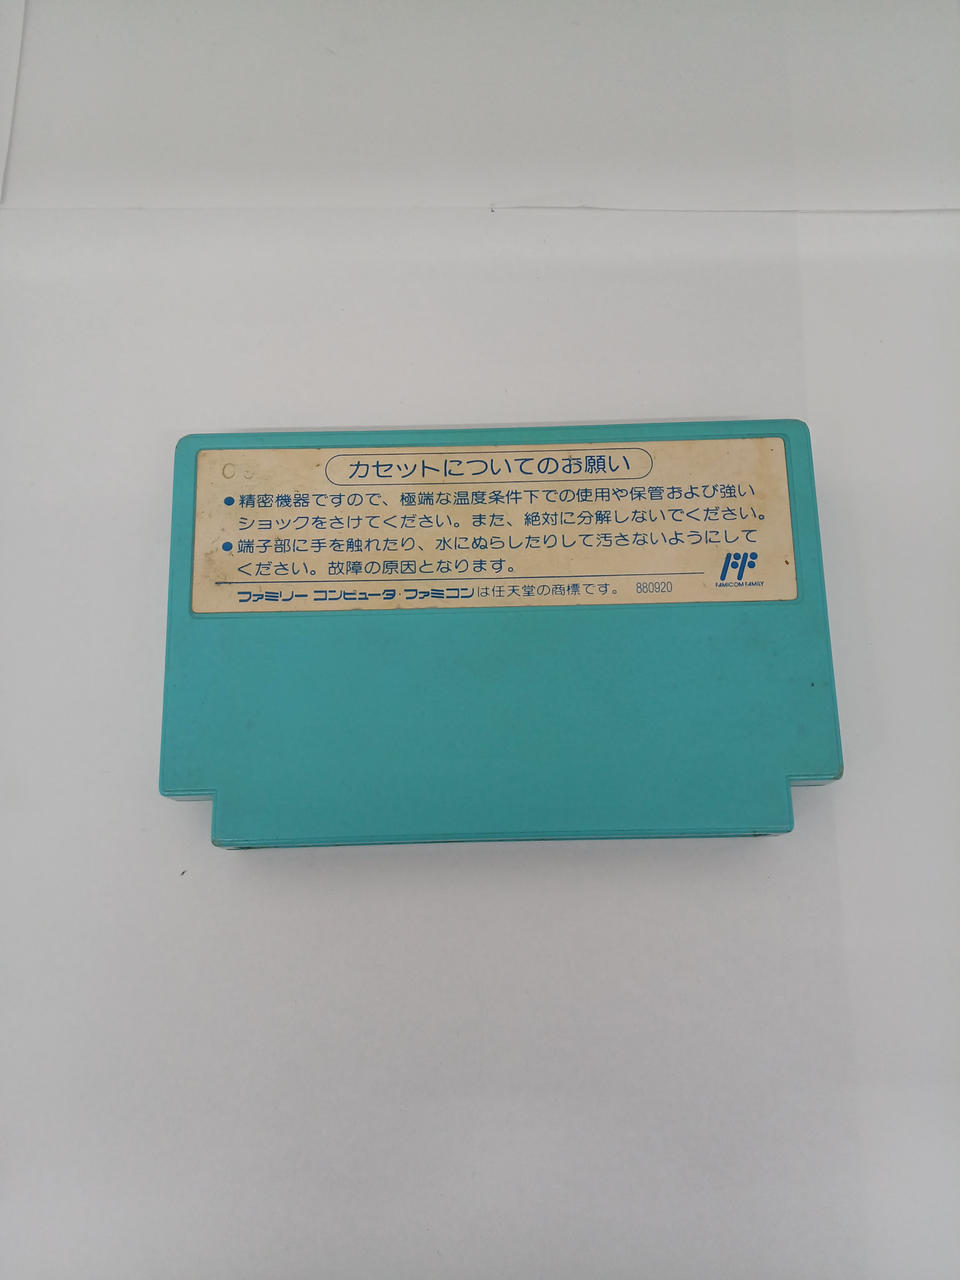 カセットについてのお願い
●精密機器ですので、極端な温度条件下での使用や保管および強い
ショックをさけてください。また、絶対に分解しないでください。
●端子部に手を触れたり、水にぬらしたりして汚さないようにして
ください。故障の原因となります。
FAMICOM FAMILY
ファミリー コンピュータ・ファミコンは任天堂の商標です。 880920